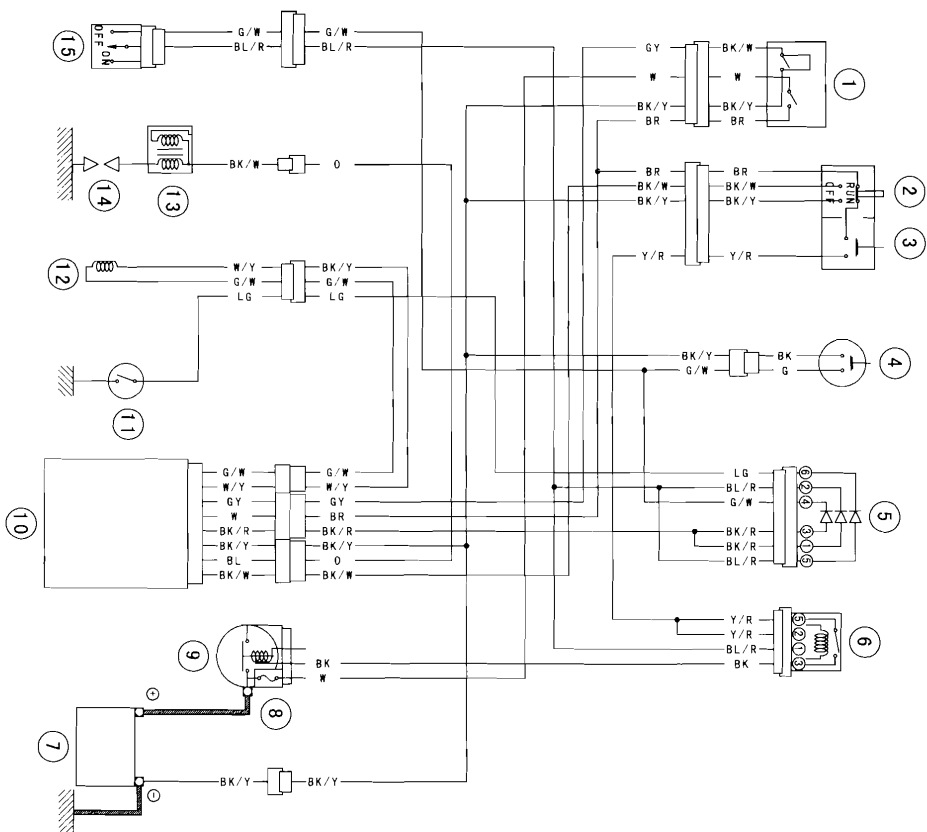 15
OFF ON
G/W G/W
BL/R BL/R
GY BK/W
W W
BK/Y BK/Y
BR BR
1
14
13
BK/W O
BR BR
BK/W BK/W
BK/Y BK/Y
Y/R Y/R
RUN
OFF
2
3
12
W/Y BK/Y
G/W G/W
LG LG
11
BK/Y BK
G/W G
4
10
G/W G/W
W/Y W/Y
GY GY
W BR
BK/R BK/R
BK/Y BK/Y
BL O
BK/W BK/W
LG 6
BL/R 2
G/W 4
BK/R 3
BK/R 1
BL/R 5
5
Y/R 5
Y/R 2
BL/R 1
BK 3
6
9
BK
W
8
7
+
BK/Y BK/Y
−